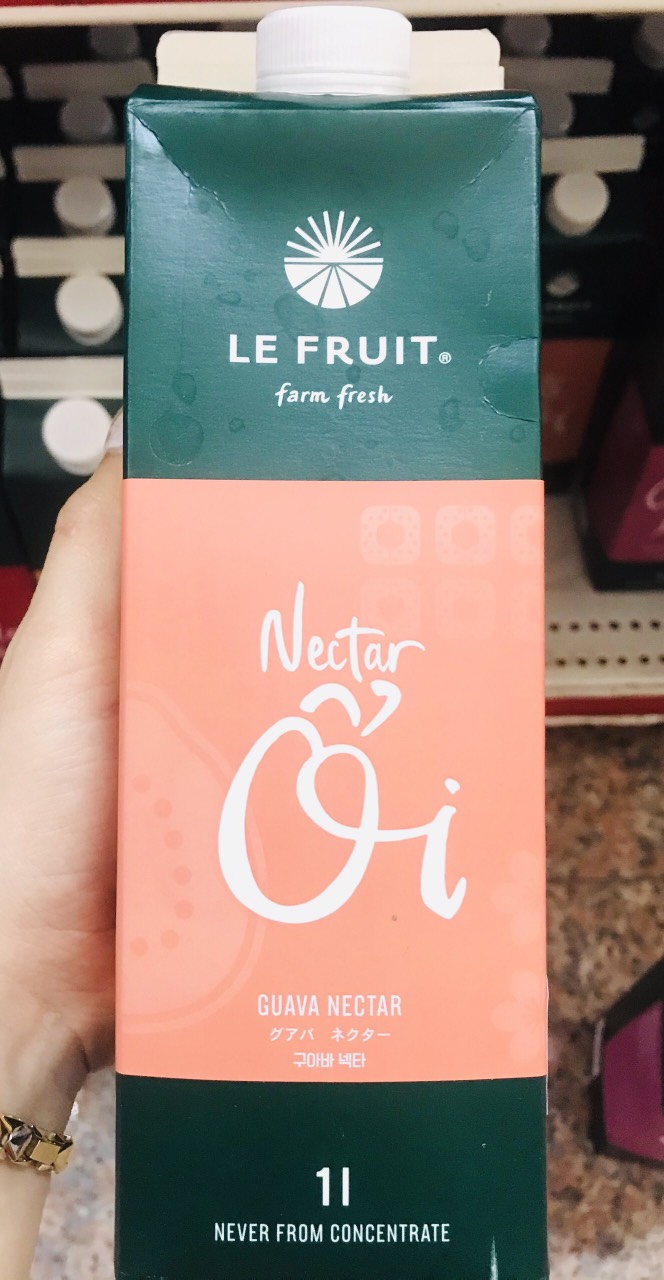 LE FRUIT®
farm fresh
Nectar
Ổi
GUAVA NECTAR
グアバ ネクター
구아바 넥타
1l
NEVER FROM CONCENTRATE